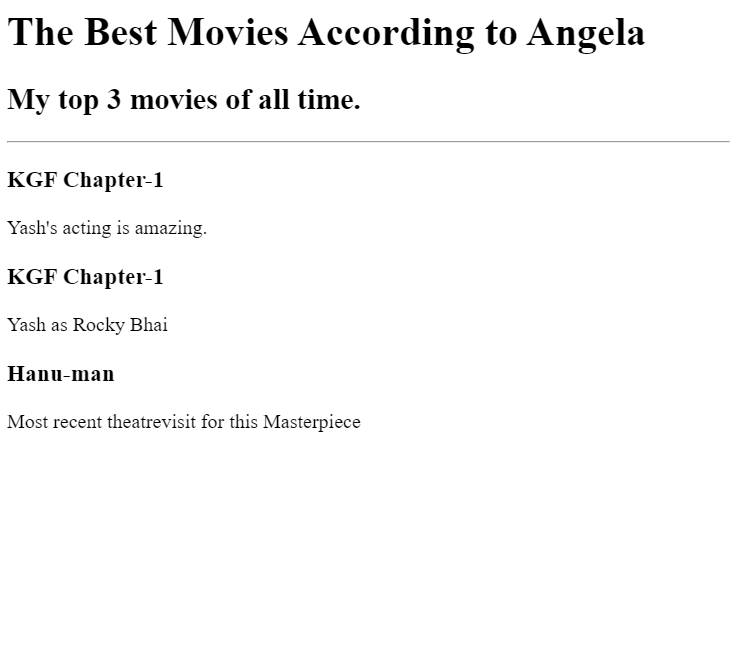 The Best Movies According to Angela
My top 3 movies of all time.
KGF Chapter-1
Yash's acting is amazing.
KGF Chapter-1
Yash as Rocky Bhai
Hanu-man
Most recent theatrevisit for this Masterpiece